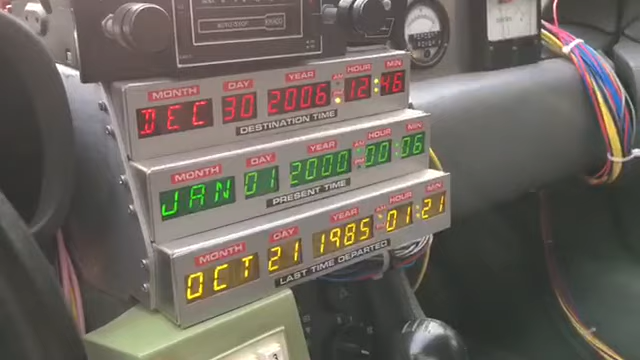 MONTH DAY YEAR AM HOUR MIN
DEC 30 2006 12:46
DESTINATION TIME
MONTH DAY YEAR HOUR MIN
JAN 01 2000 00:06
PRESENT TIME
MONTH DAY YEAR HOUR MIN
OCT 21 1985 01:21
LAST TIME DEPARTED